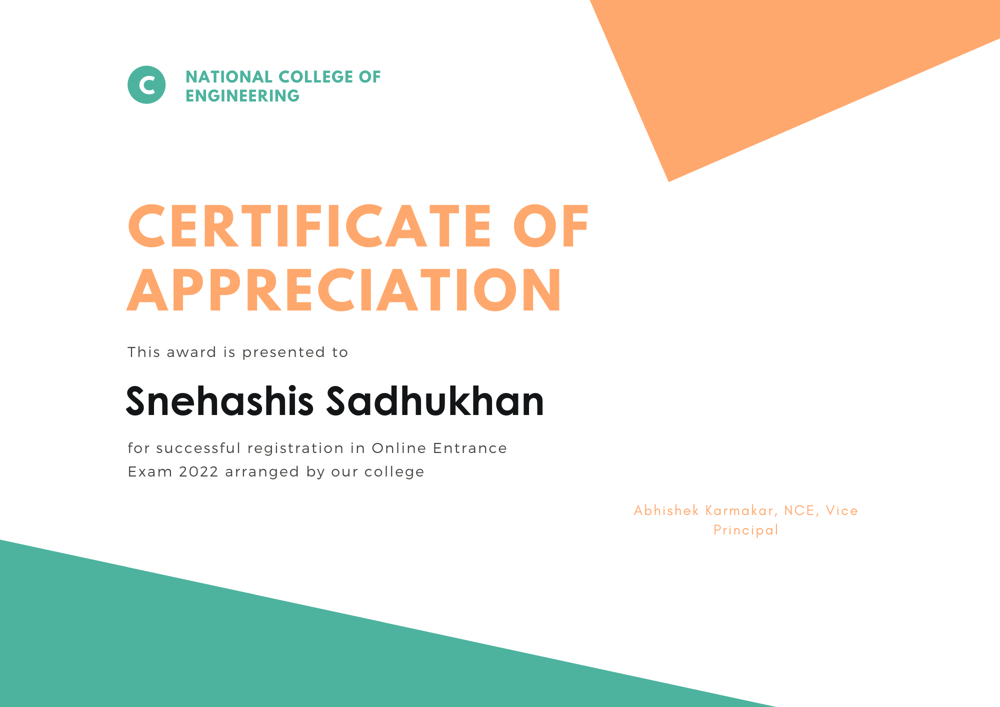 C
NATIONAL COLLEGE OF
ENGINEERING
CERTIFICATE OF
APPRECIATION
This award is presented to
Snehashis Sadhukhan
for successful registration in Online Entrance
Exam 2022 arranged by our college
Abhishek Karmakar, NCE, Vice
Principal